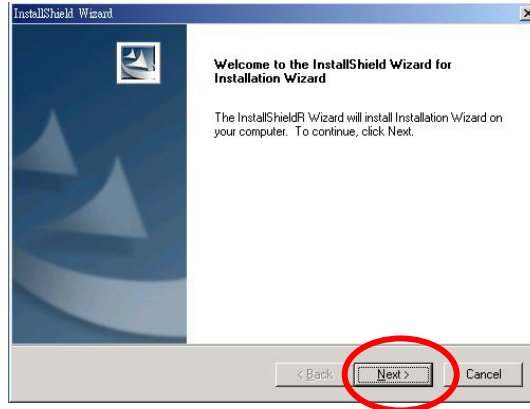 InstallShield Wizard
Welcome to the InstallShield Wizard for
Installation Wizard
The InstallShieldR Wizard will install Installation Wizard on
your computer. To continue, click Next.
< Back
Next >
Cancel